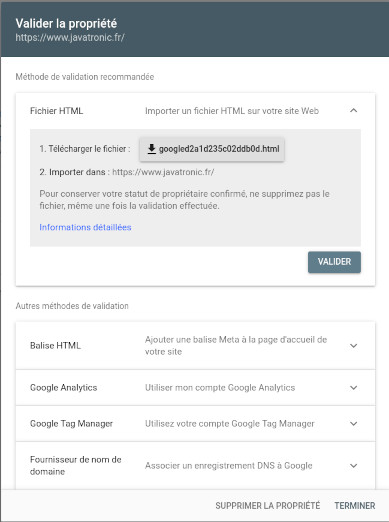 Valider la propriété
https://www.javatronic.fr/
Méthode de validation recommandée
Fichier HTML Importer un fichier HTML sur votre site Web
1. Télécharger le fichier : googled2a1d235c02ddb0d.html
2. Importer dans : https://www.javatronic.fr/
Pour conserver votre statut de propriétaire confirmé, ne supprimez pas le
fichier, même une fois la validation effectuée.
Informations détaillées
VALIDER
Autres méthodes de validation
Balise HTML Ajouter une balise Meta à la page d'accueil de
votre site
Google Analytics Utiliser mon compte Google Analytics
Google Tag Manager Utilisez votre compte Google Tag Manager
Fournisseur de nom de
domaine Associer un enregistrement DNS à Google
SUPPRIMER LA PROPRIÉTÉ TERMINER